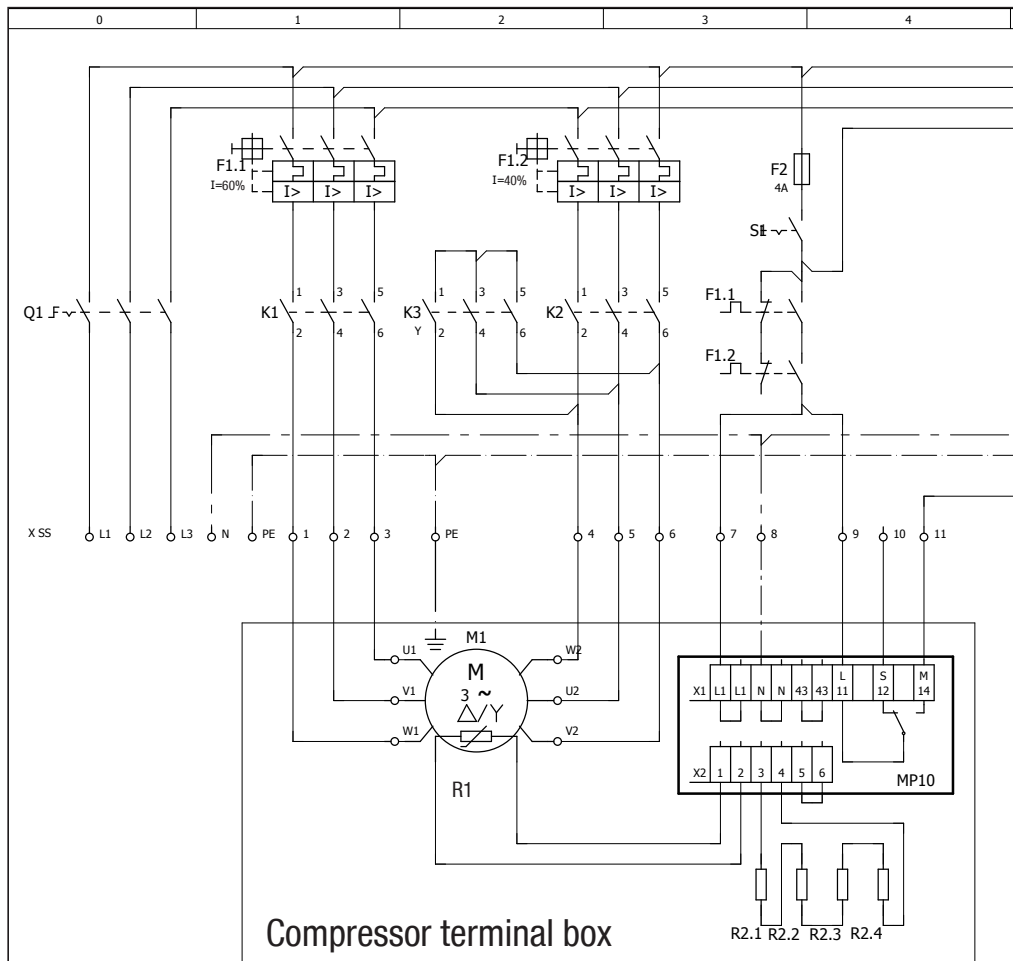 0 1 2 3 4
F1.1
I=60%
I> I> I>
F1.2
I=40%
I> I> I>
F2
4A
S1
Q1
K1
1 3 5
2 4 6
K3
Y
1 3 5
2 4 6
K2
1 3 5
2 4 6
F1.1
F1.2
X SS L1 L2 L3 N PE 1 2 3 PE 4 5 6 7 8 9 10 11
M1
U1
V1
W1
M
3 ~
△/Y
W2
U2
V2
R1
X1 L1 L1 N N 43 43 L 11 S 12 M 14
X2 1 2 3 4 5 6
MP10
R2.1 R2.2 R2.3 R2.4
Compressor terminal box